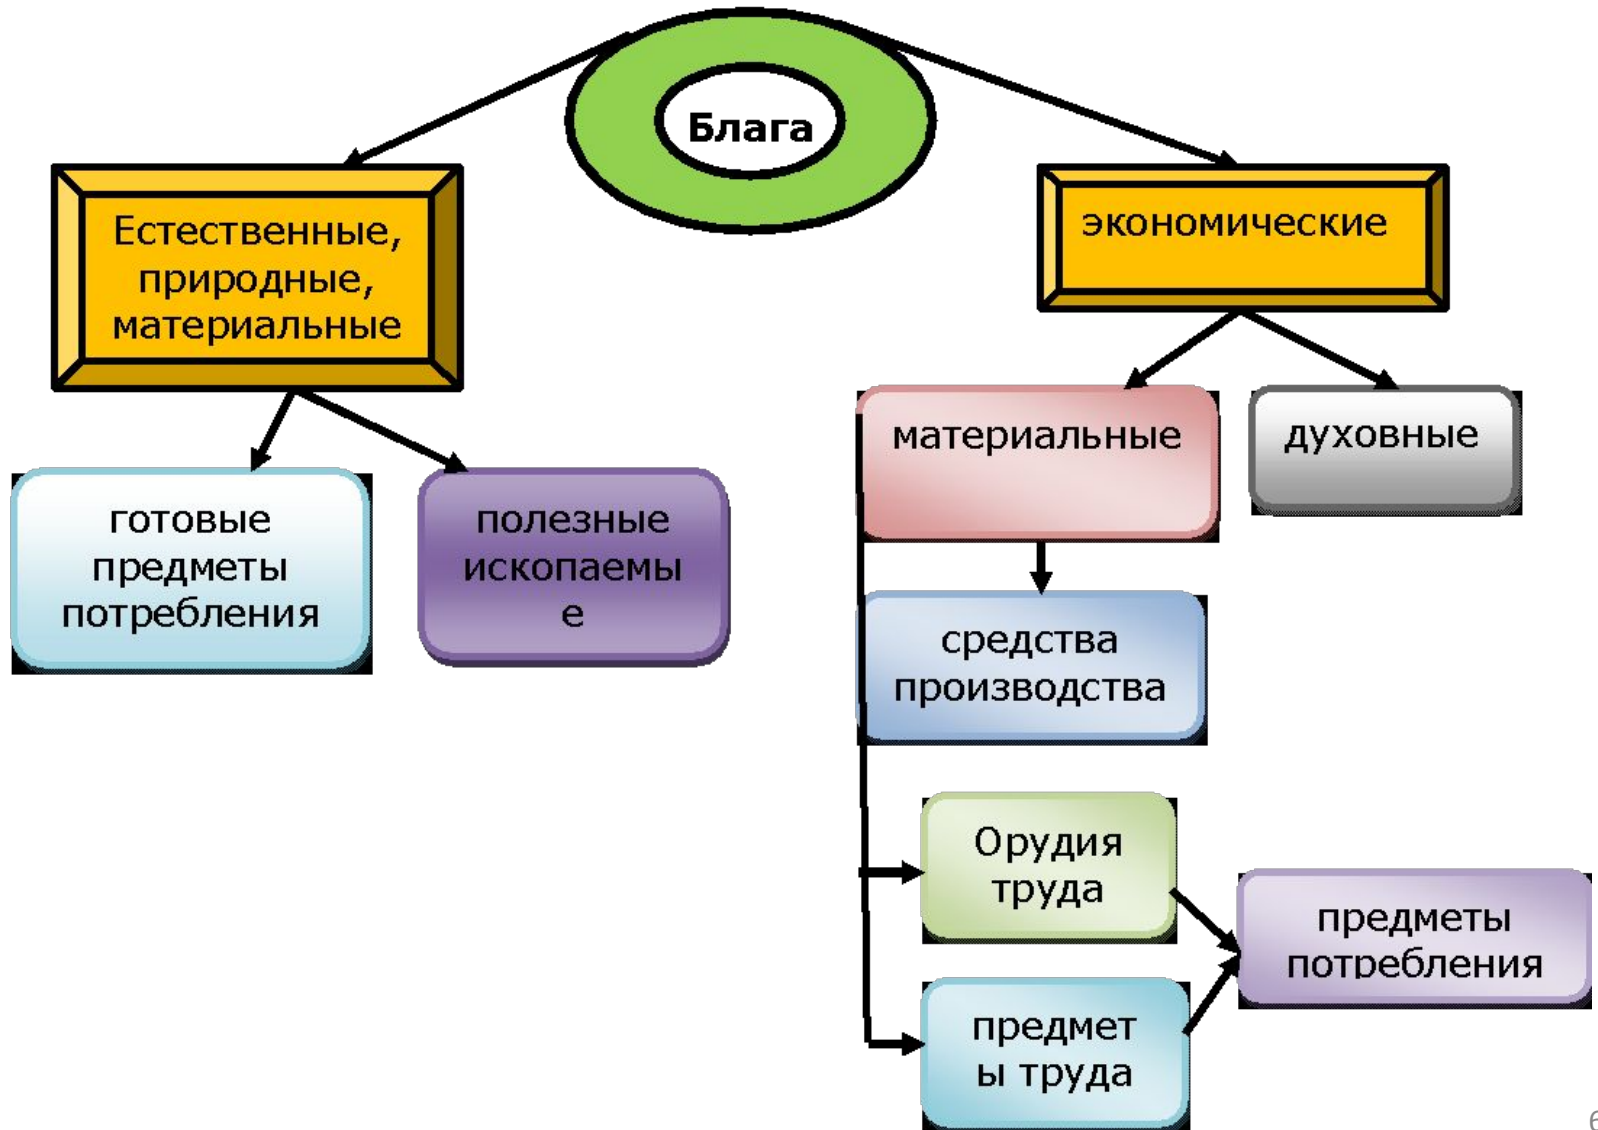 Блага
Естественные,
природные,
материальные
экономические
готовые
предметы
потребления
полезные
ископаемы
е
материальные
духовные
средства
производства
Орудия
труда
предмет
ы труда
предметы
потребления
6